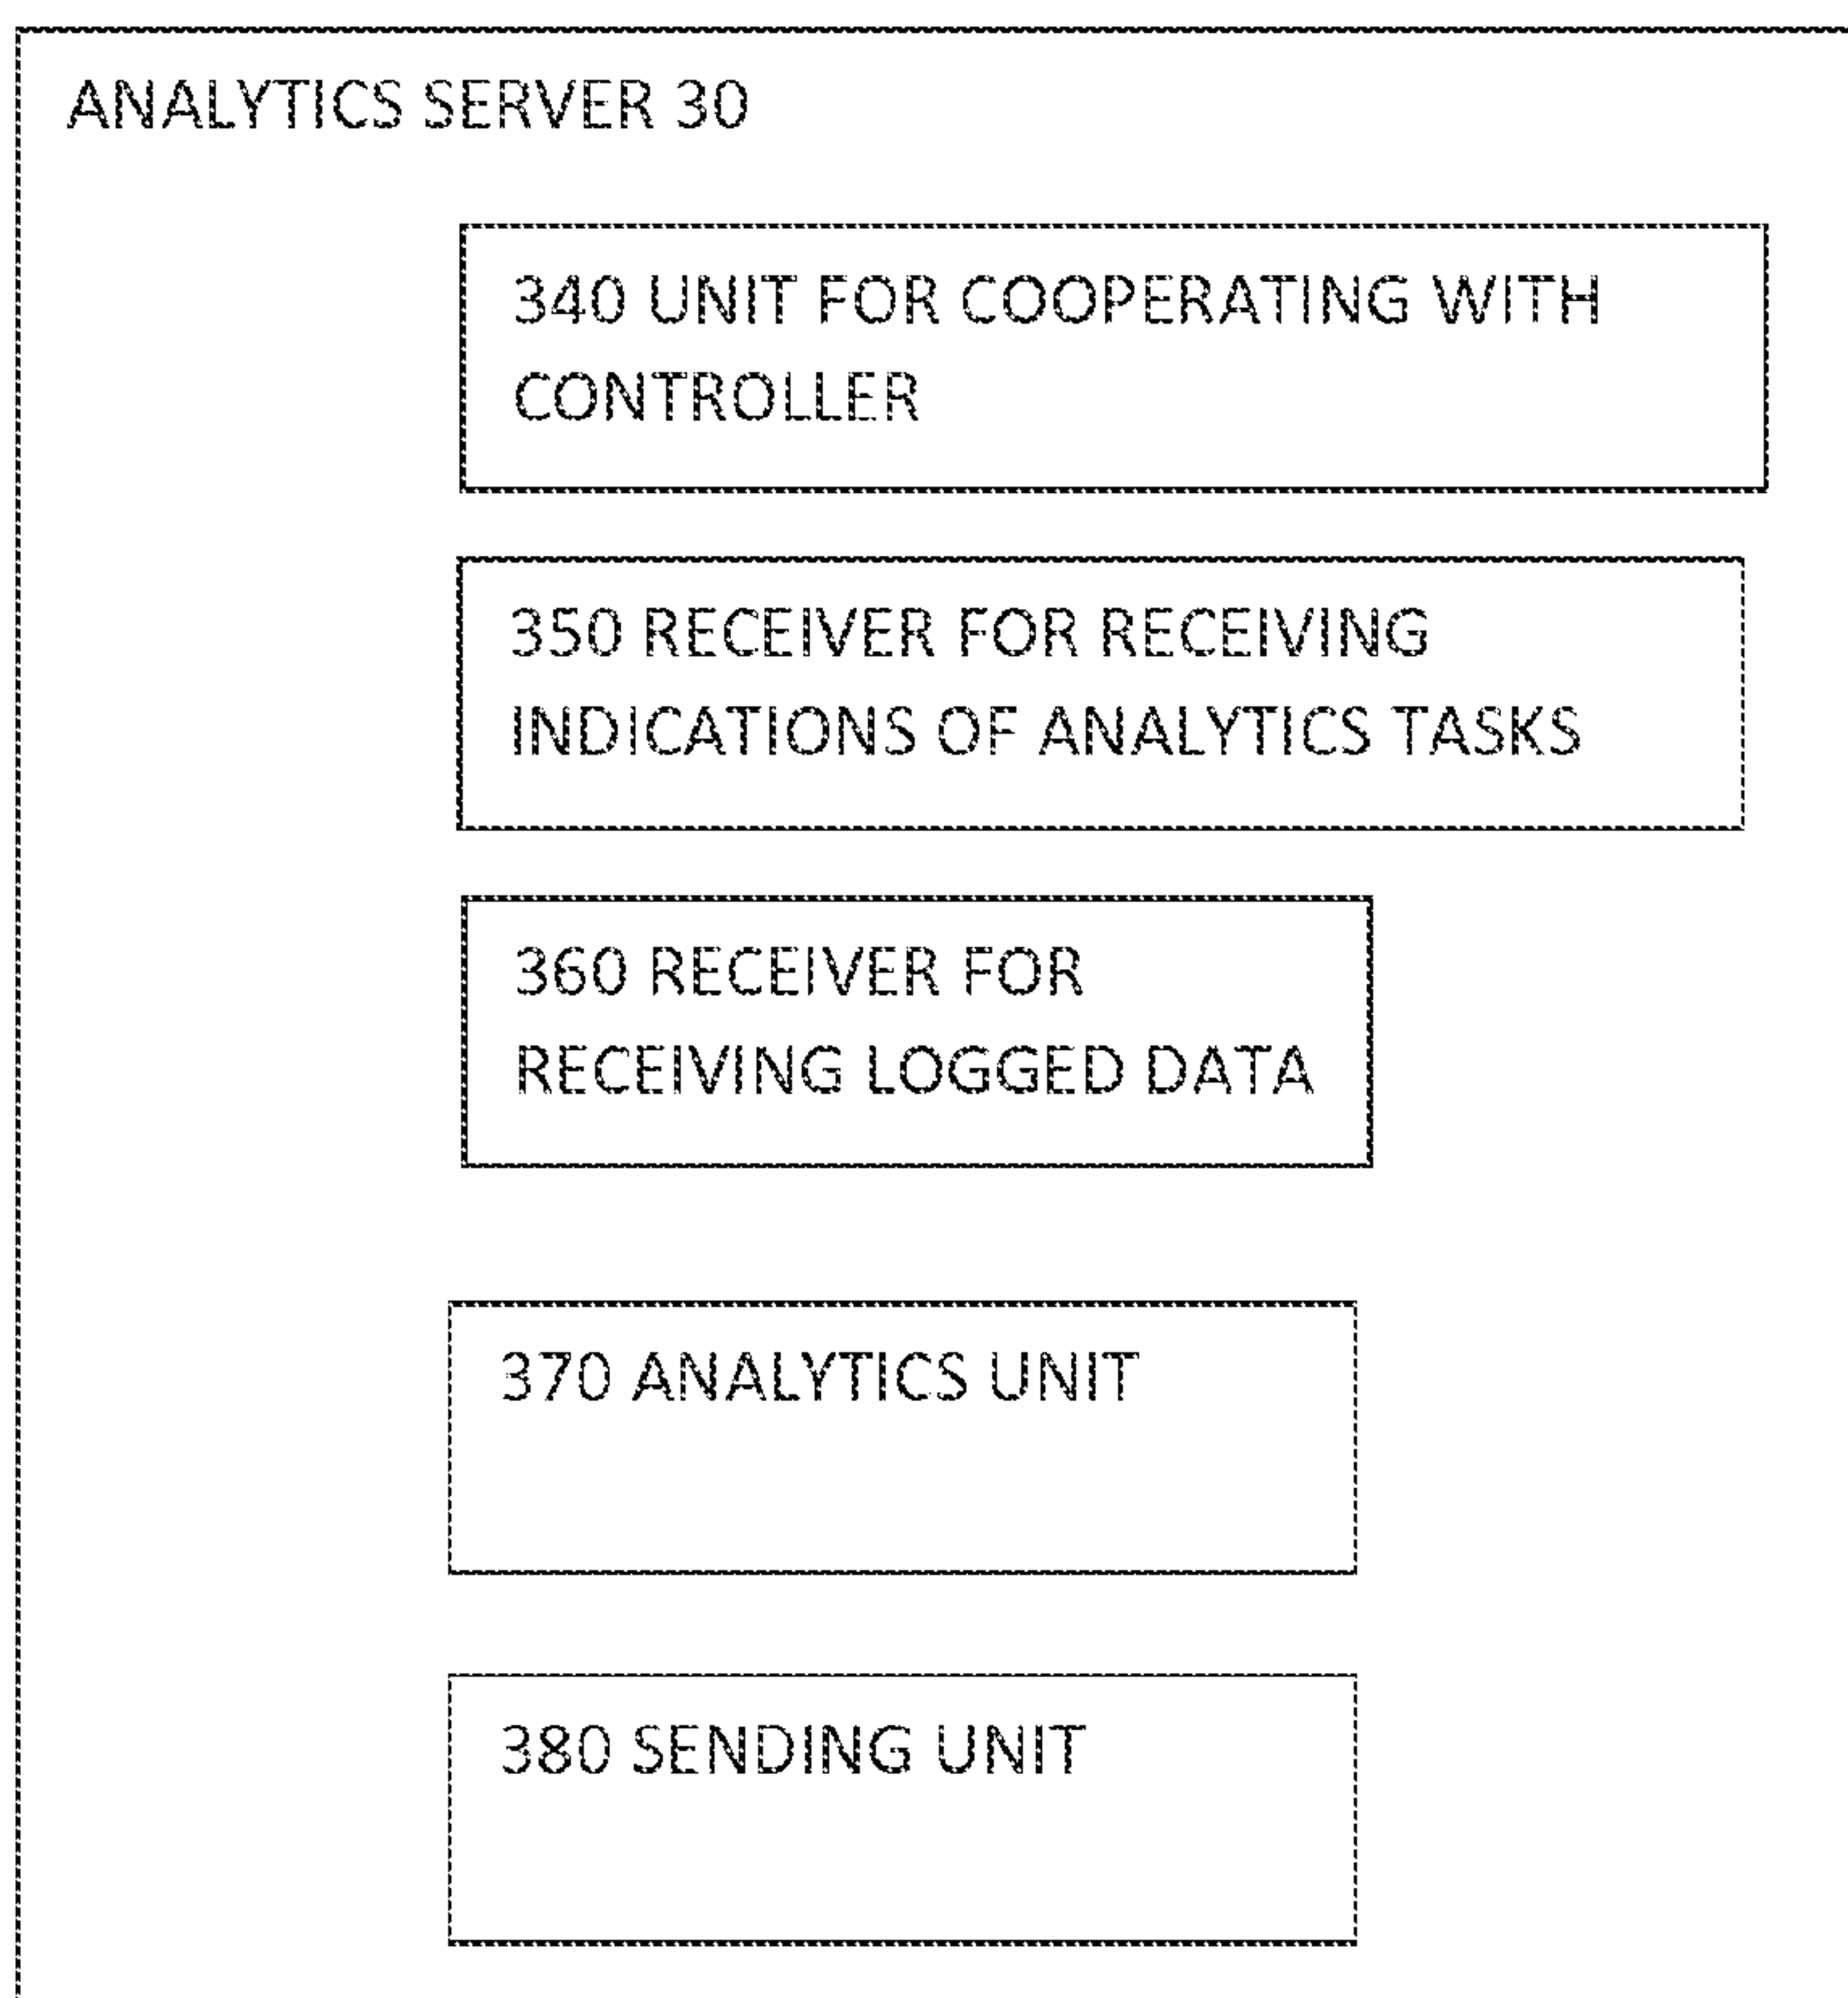 ANALYTICS SERVER 30
340 UNIT FOR COOPERATING WITH
CONTROLLER
350 RECEIVER FOR RECEIVING
INDICATIONS OF ANALYTICS TASKS
360 RECEIVER FOR
RECEIVING LOGGED DATA
370 ANALYTICS UNIT
380 SENDING UNIT